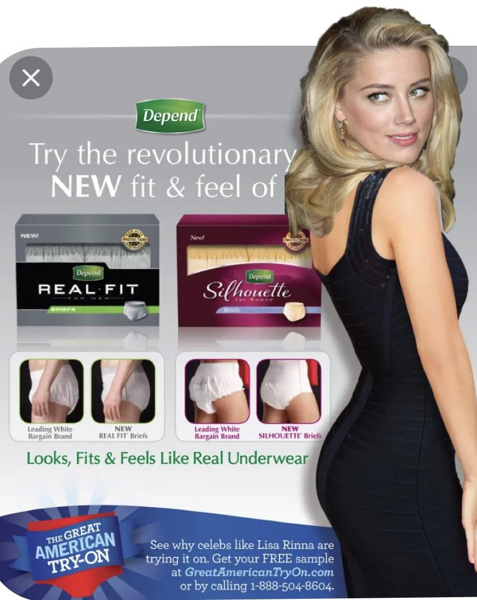 Depend
Try the revolutionary
NEW fit & feel of
NEW!
New!
Depend
REAL·FIT
FOR MEN
BRIEFS
Depend
Silhouette
For Women
Briefs
Leading White
Bargain Brand
NEW
REAL FIT® Briefs
Leading White
Bargain Brand
NEW
SILHOUETTE® Briefs
Looks, Fits & Feels Like Real Underwear
THE GREAT
AMERICAN
TRY-ON
See why celebs like Lisa Rinna are
trying it on. Get your FREE sample
at GreatAmericanTryOn.com
or by calling 1-888-504-8604.